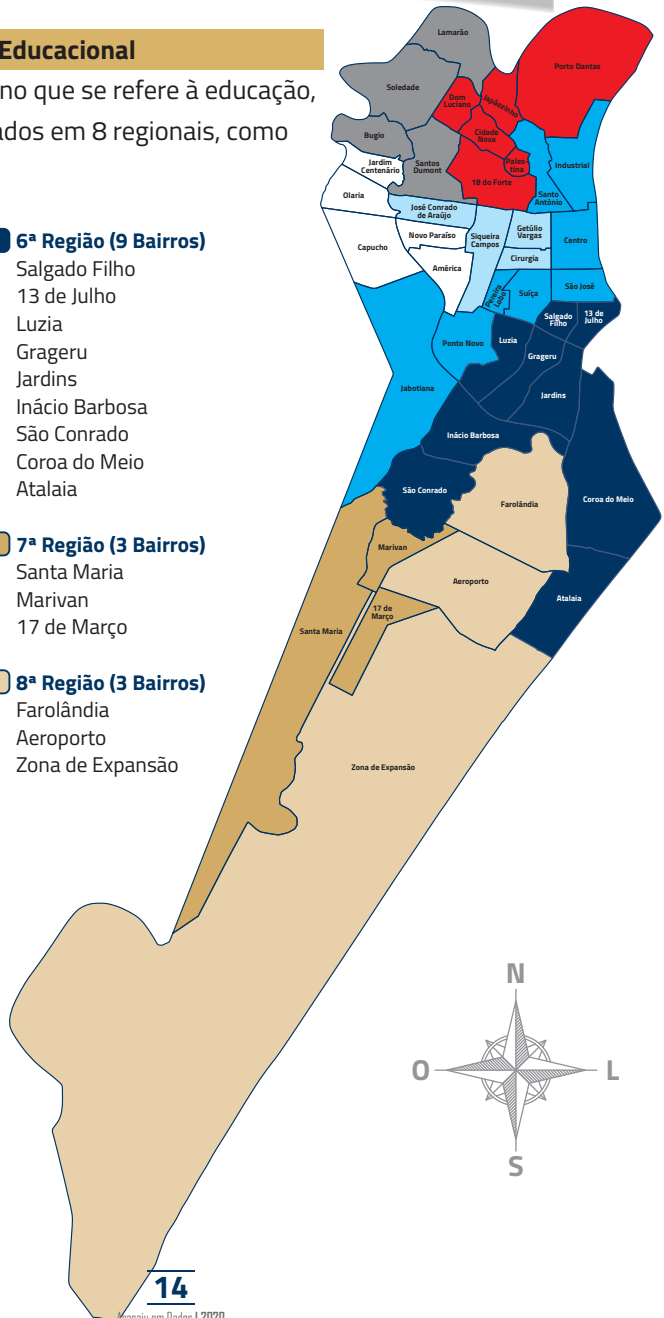 Educacional
no que se refere à educação,
ados em 8 regionais, como
6ª Região (9 Bairros)
Salgado Filho
13 de Julho
Luzia
Grageru
Jardins
Inácio Barbosa
São Conrado
Coroa do Meio
Atalaia
7ª Região (3 Bairros)
Santa Maria
Marivan
17 de Março
8ª Região (3 Bairros)
Farolândia
Aeroporto
Zona de Expansão
Lamarão
Porto Dantas
Soledade
Dom
Luciano
Japãozinho
Bugio
Cidade
Nova
Jardim
Centenário
Santos
Dumont
Pales-
tina
Industrial
18 do Forte
Olaria
Santo
Antônio
José Conrado
de Araújo
Capucho
Novo Paraíso
Siqueira
Campos
Getúlio
Vargas
Centro
América
Cirurgia
Pereira
Lobo
Suíça
São José
Salgado
Filho
13 de
Julho
Ponto Novo
Luzia
Grageru
Jabotiana
Jardins
Inácio Barbosa
São Conrado
Farolândia
Coroa do Meio
Marivan
Aeroporto
Atalaia
17 de
Março
Santa Maria
Zona de Expansão
N
O
L
S
14
Aracaju em Dados | 2020